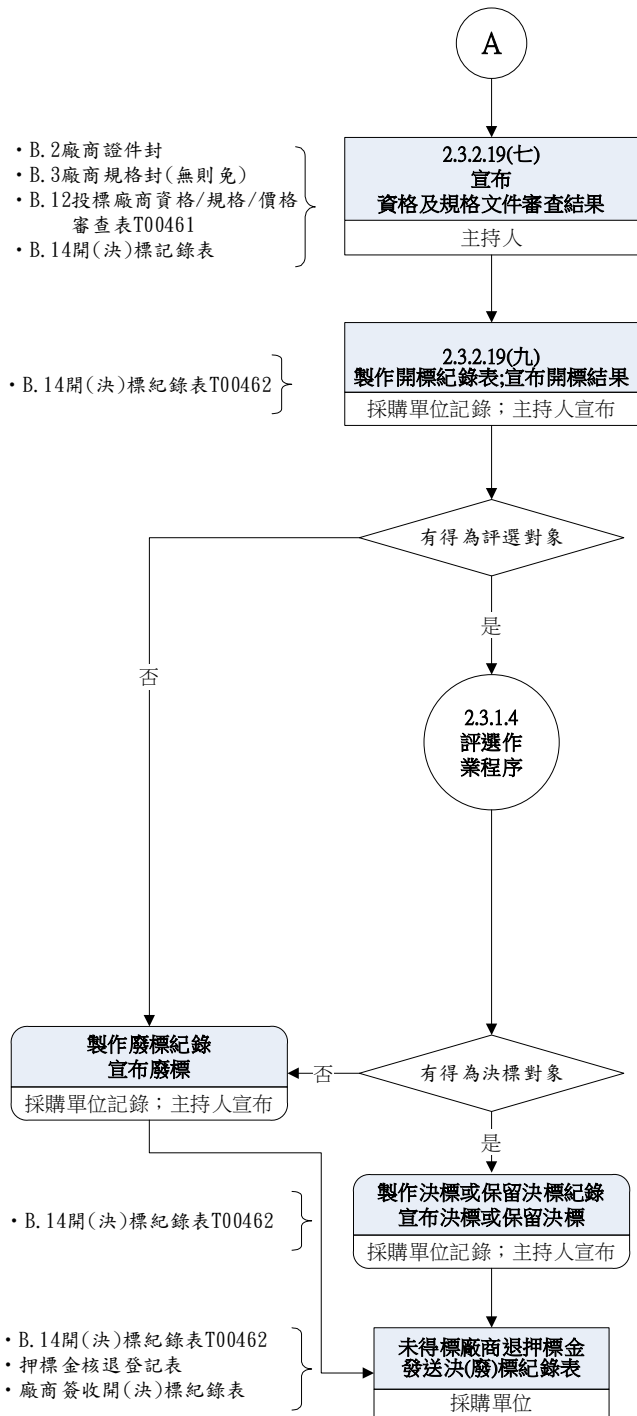 A
・B.2廠商證件封
・B.3廠商規格封(無則免)
・B.12投標廠商資格/規格/價格
審查表T00461
・B.14開(決)標記錄表
2.3.2.19(七)
宣布
資格及規格文件審查結果
主持人
・B.14開(決)標紀錄表T00462
2.3.2.19(九)
製作開標紀錄表;宣布開標結果
採購單位記錄；主持人宣布
有得為評選對象
是
否
2.3.1.4
評選作
業程序
製作廢標紀錄
宣布廢標
採購單位記錄；主持人宣布
否
有得為決標對象
是
・B.14開(決)標紀錄表T00462
製作決標或保留決標紀錄
宣布決標或保留決標
採購單位記錄；主持人宣布
・B.14開(決)標紀錄表T00462
・押標金核退登記表
・廠商簽收開(決)標紀錄表
未得標廠商退押標金
發送決(廢)標紀錄表
採購單位